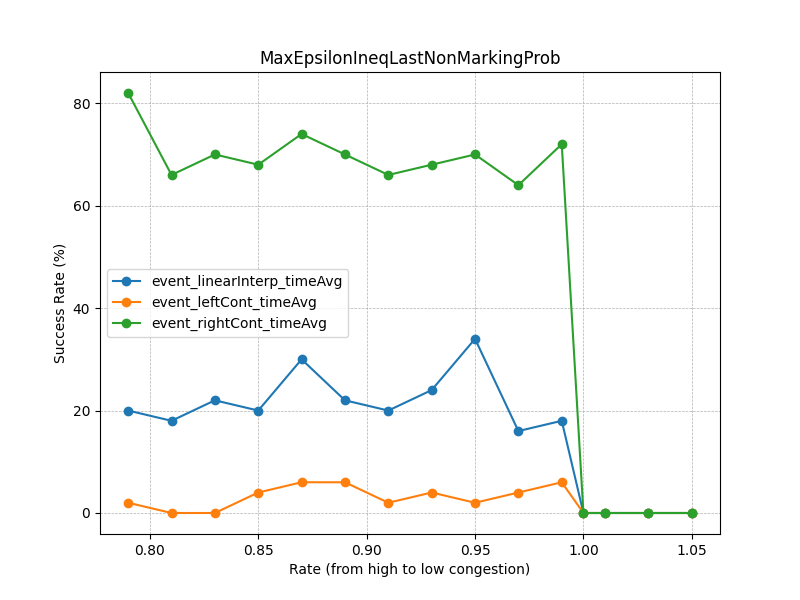 MaxEpsilonIneqLastNonMarkingProb
80
60
40
20
0
Success Rate (%)
event_linearInterp_timeAvg
event_leftCont_timeAvg
event_rightCont_timeAvg
0.80 0.85 0.90 0.95 1.00 1.05
Rate (from high to low congestion)